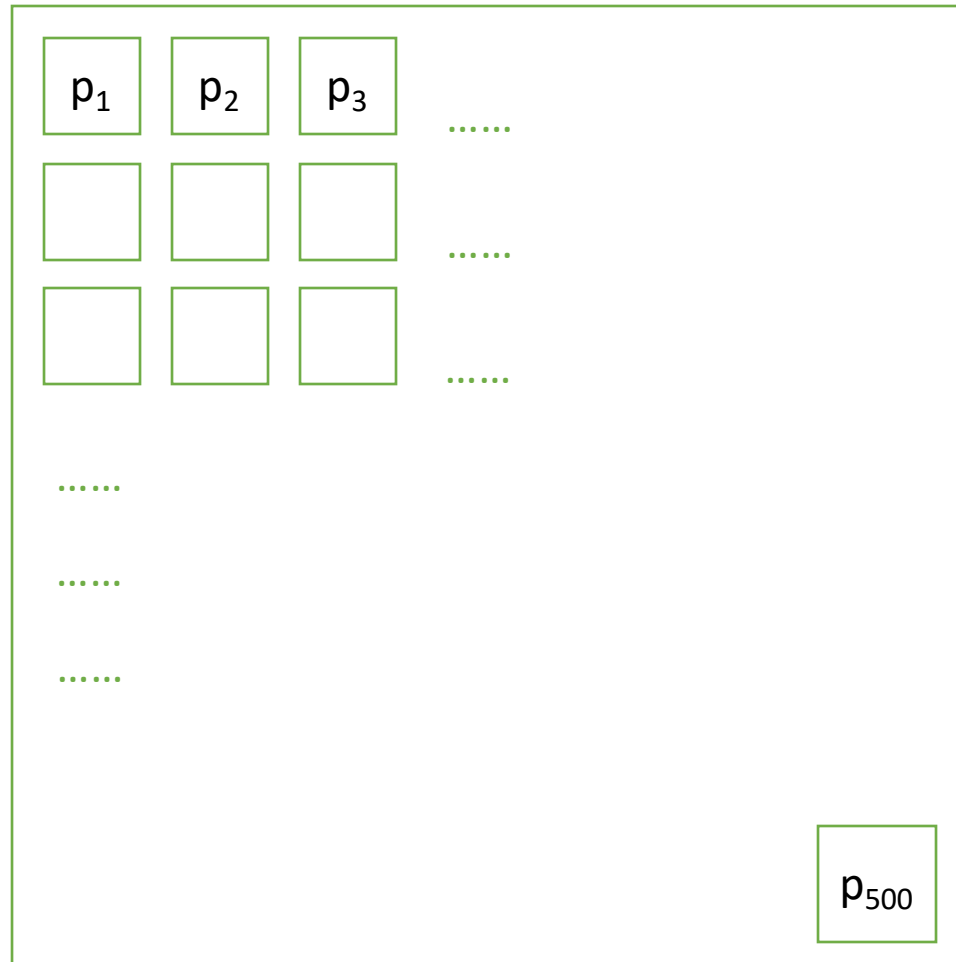 p₁ p₂ p₃ ……
……
……
……
……
……
p₅₀₀